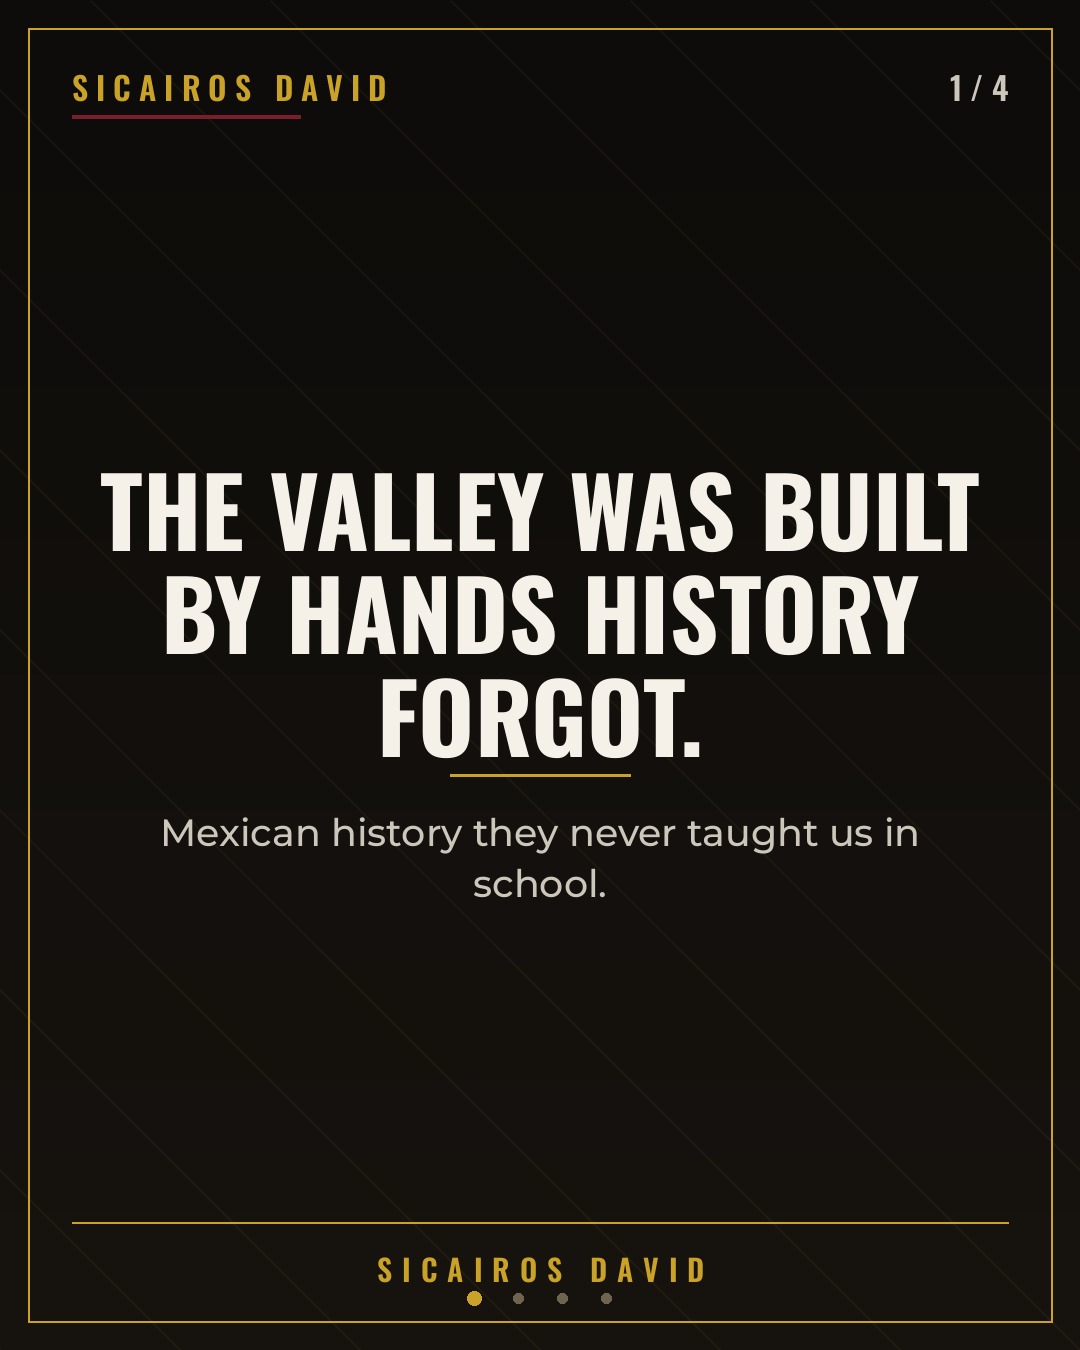 SICAIROS DAVID
1 / 4
THE VALLEY WAS BUILT
BY HANDS HISTORY
FORGOT.
Mexican history they never taught us in
school.
SICAIROS DAVID